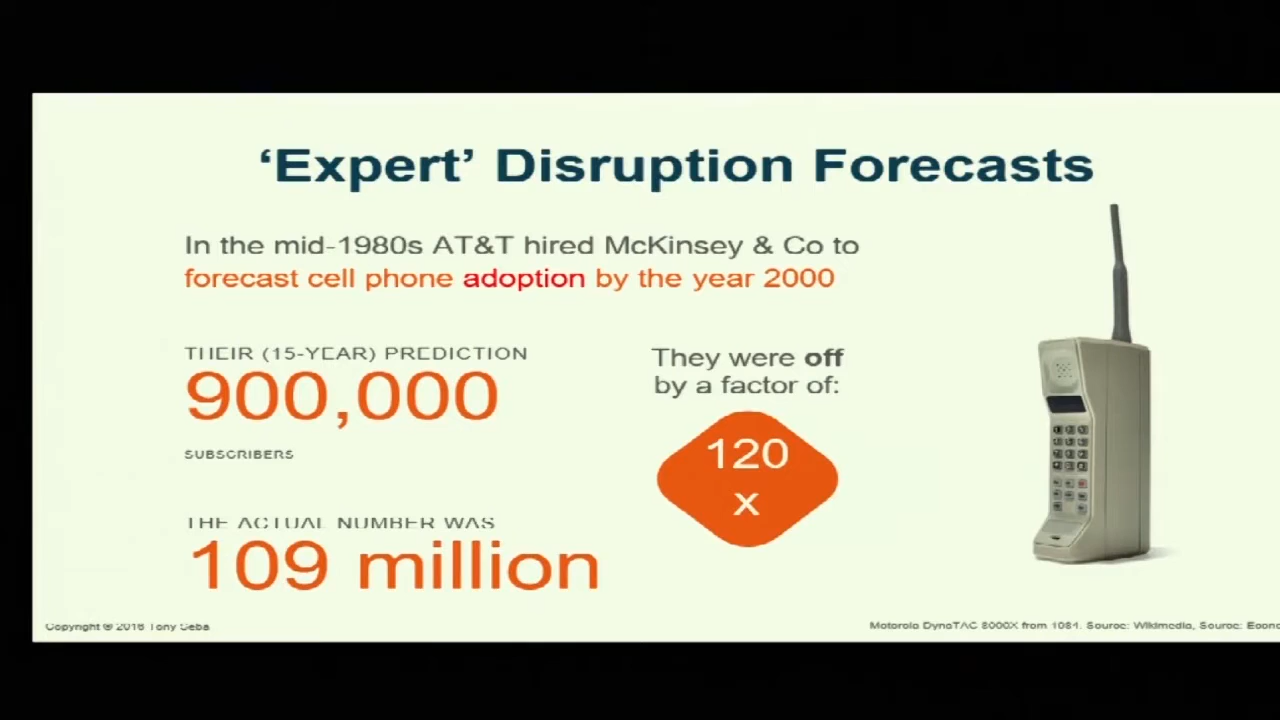 ‘Expert’ Disruption Forecasts
In the mid-1980s AT&T hired McKinsey & Co to
forecast cell phone adoption by the year 2000
THEIR (15-YEAR) PREDICTION
900,000
SUBSCRIBERS
They were off
by a factor of:
120
x
THE ACTUAL NUMBER WAS
109 million
Copyright © 2016 Tony Seba
Motorola DynaTAC 8000X from 1984. Source: Wikimedia, Source: